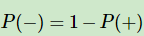 P(−) = 1 − P(+)